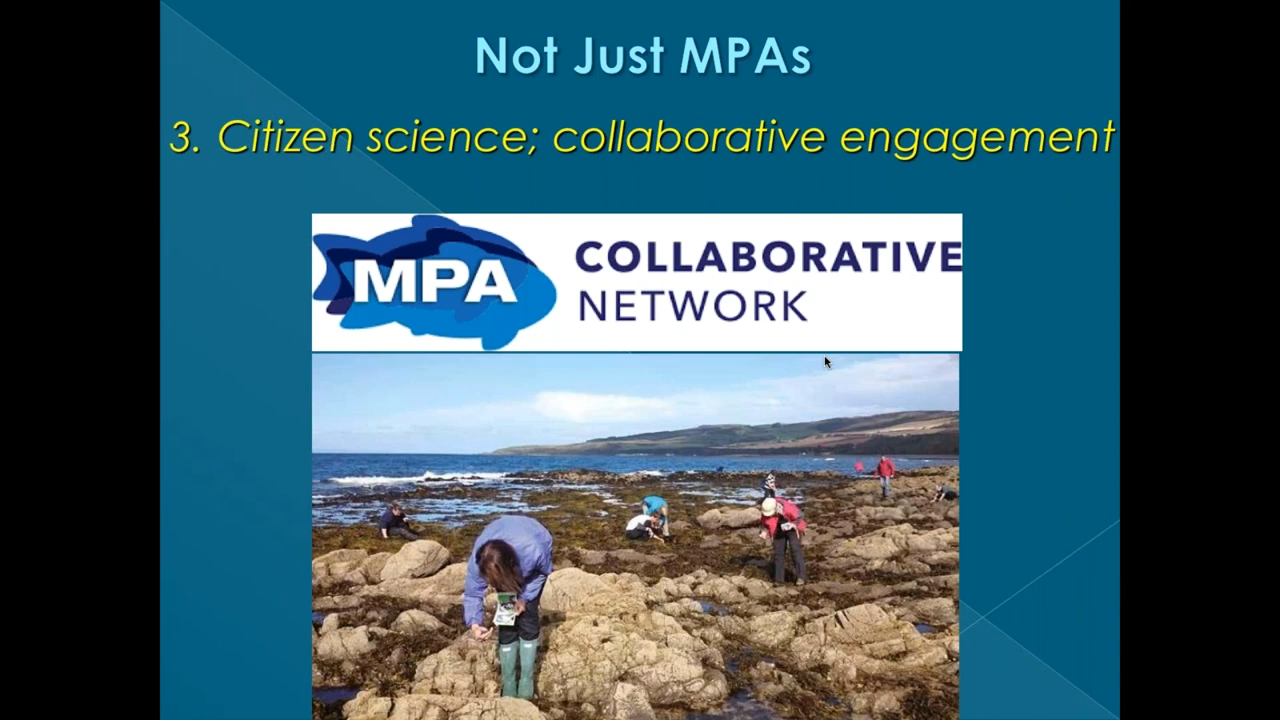 Not Just MPAs
3. Citizen science; collaborative engagement
MPA
COLLABORATIVE
NETWORK